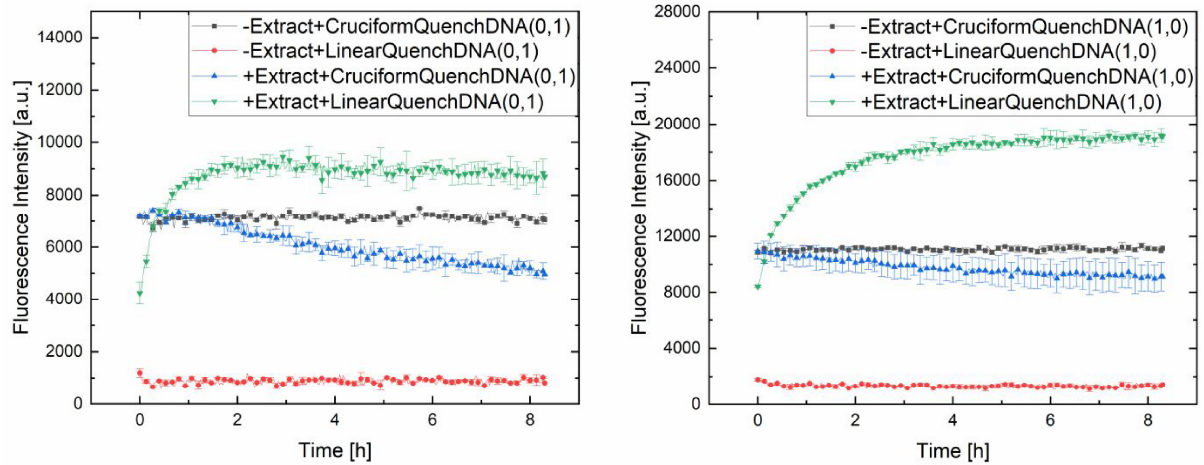 -Extract+CruciformQuenchDNA(0,1)
-Extract+LinearQuenchDNA(0,1)
+Extract+CruciformQuenchDNA(0,1)
+Extract+LinearQuenchDNA(0,1)
14000
12000
10000
8000
6000
4000
2000
0
Fluorescence Intensity [a.u.]
0 2 4 6 8
Time [h]
-Extract+CruciformQuenchDNA(1,0)
-Extract+LinearQuenchDNA(1,0)
+Extract+CruciformQuenchDNA(1,0)
+Extract+LinearQuenchDNA(1,0)
28000
24000
20000
16000
12000
8000
4000
0
Fluorescence Intensity [a.u.]
0 2 4 6 8
Time [h]